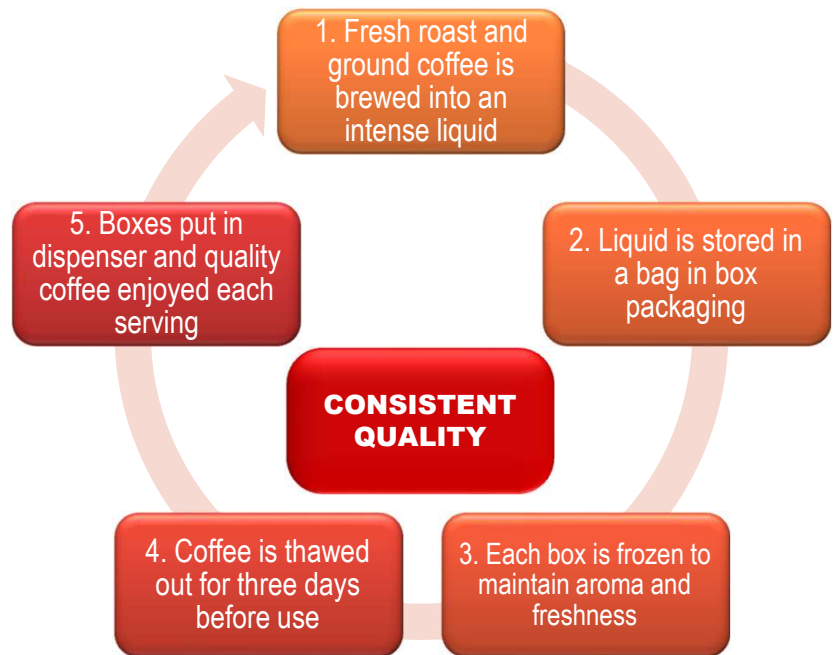 1. Fresh roast and
ground coffee is
brewed into an
intense liquid
2. Liquid is stored in
a bag in box
packaging
3. Each box is frozen to
maintain aroma and
freshness
4. Coffee is thawed
out for three days
before use
5. Boxes put in
dispenser and quality
coffee enjoyed each
serving
CONSISTENT
QUALITY